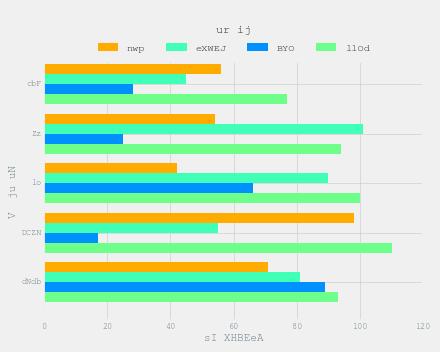 ur ij
nwp eXWEJ BYO llOd
cbF
Zz
lo
DCZN
dNdb
0 20 40 60 80 100 120
sI XHBEeA
V ju uN